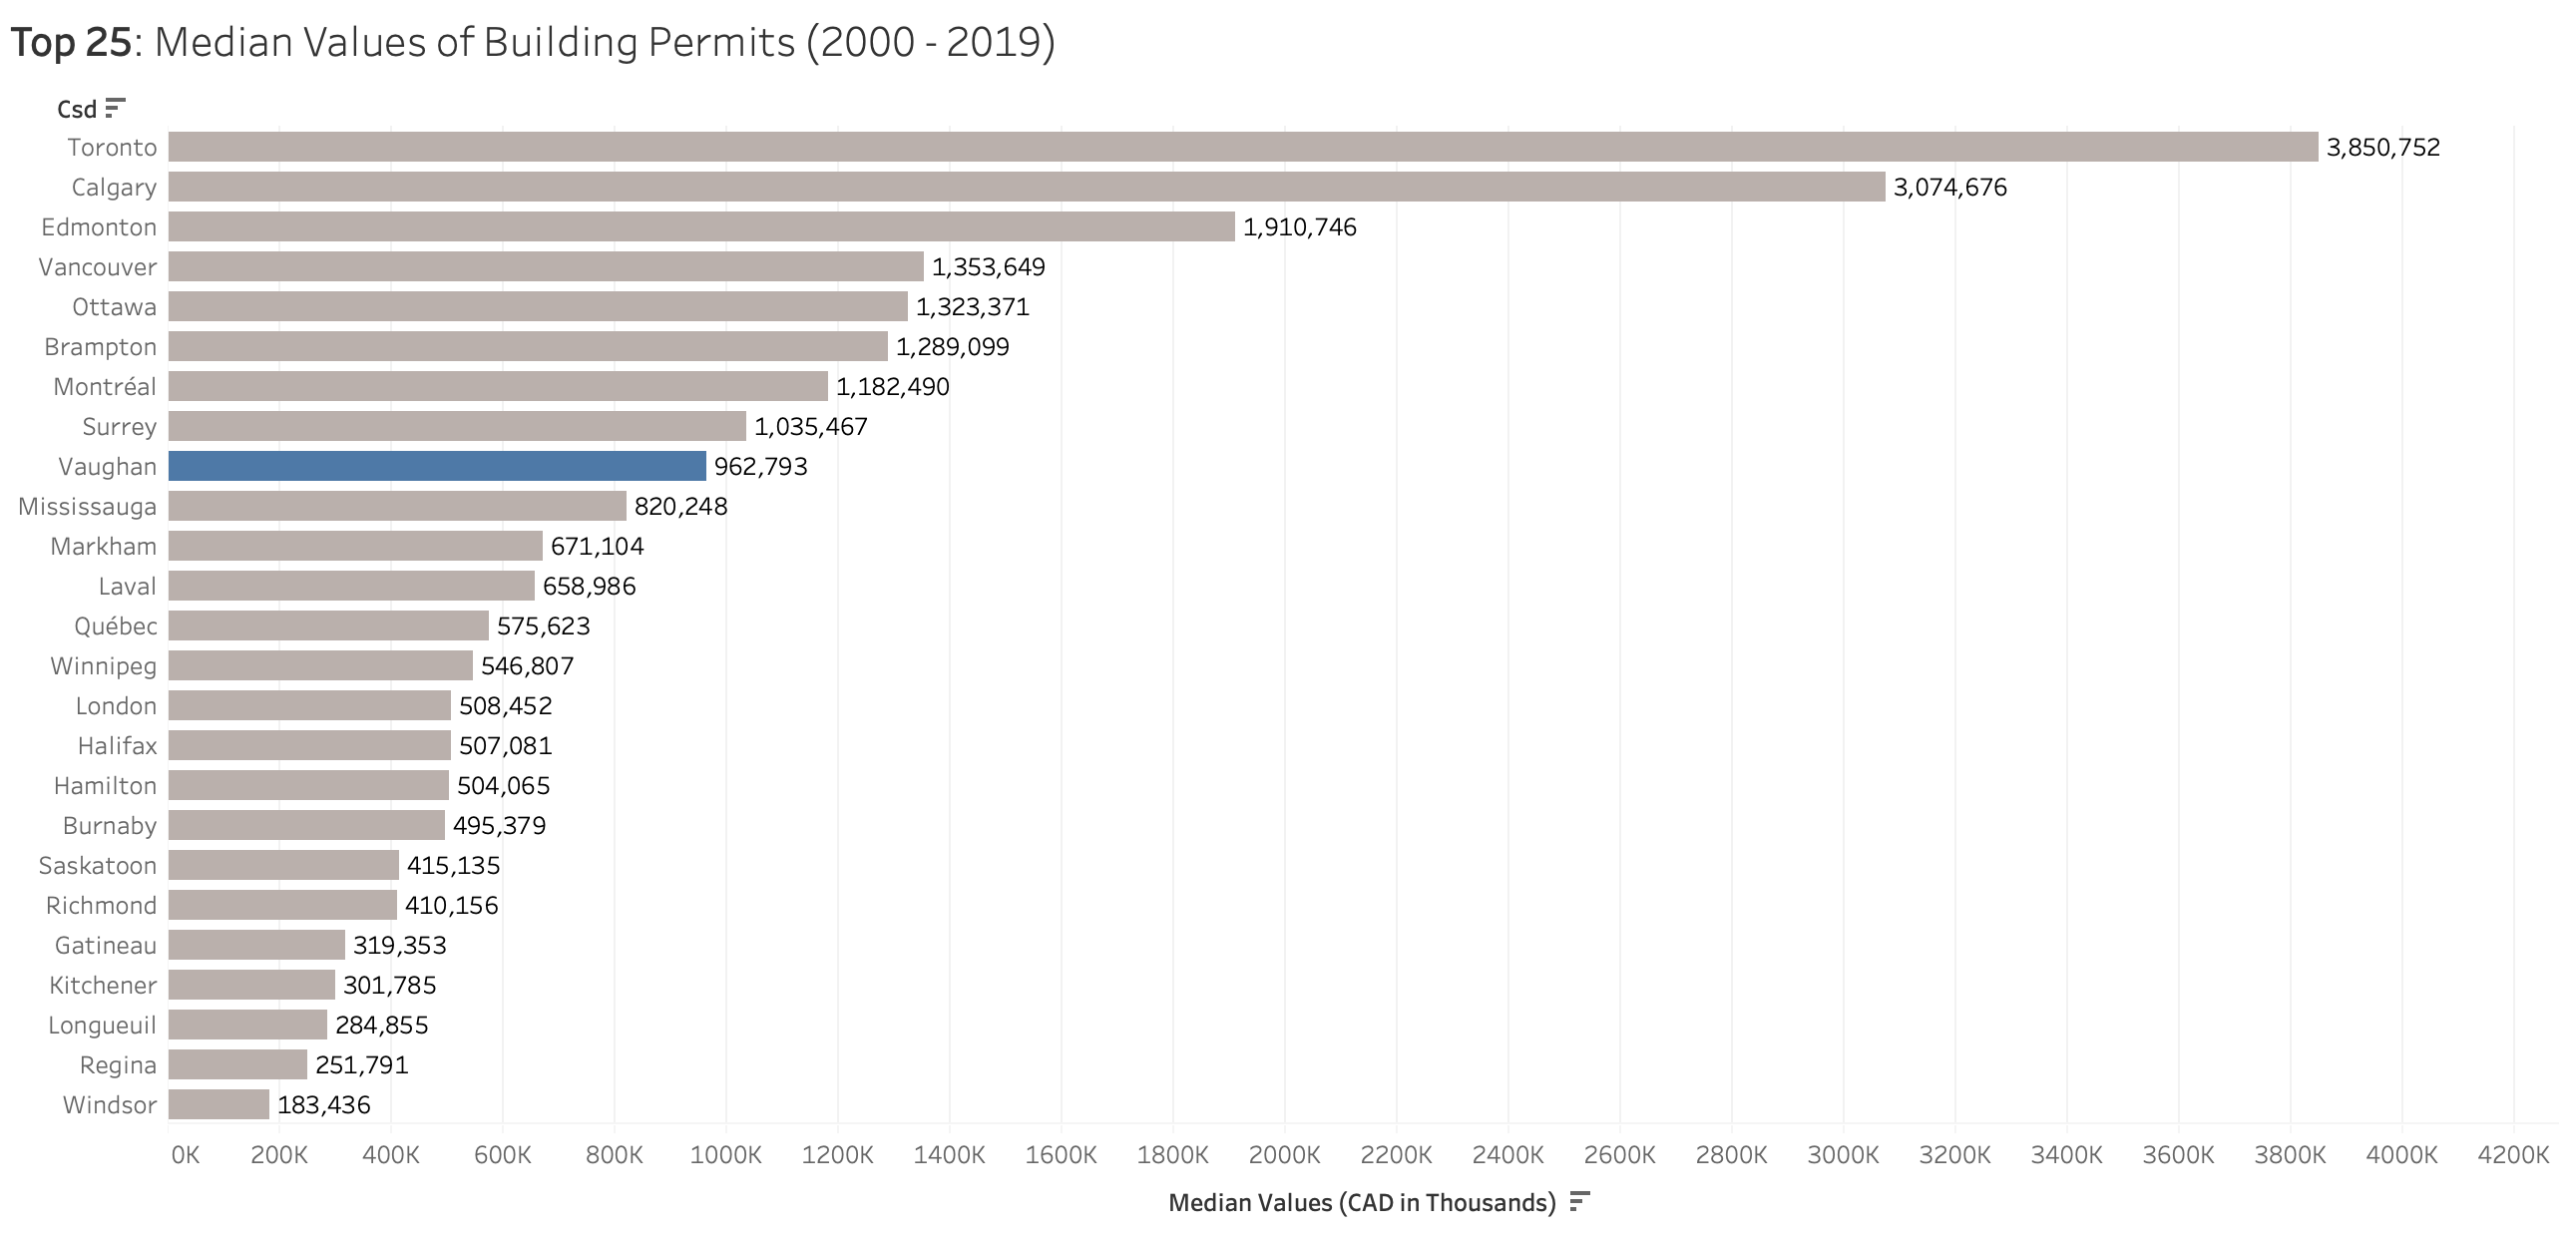 Top 25: Median Values of Building Permits (2000 - 2019)
Csd
Toronto 3,850,752
Calgary 3,074,676
Edmonton 1,910,746
Vancouver 1,353,649
Ottawa 1,323,371
Brampton 1,289,099
Montréal 1,182,490
Surrey 1,035,467
Vaughan 962,793
Mississauga 820,248
Markham 671,104
Laval 658,986
Québec 575,623
Winnipeg 546,807
London 508,452
Halifax 507,081
Hamilton 504,065
Burnaby 495,379
Saskatoon 415,135
Richmond 410,156
Gatineau 319,353
Kitchener 301,785
Longueuil 284,855
Regina 251,791
Windsor 183,436
0K 200K 400K 600K 800K 1000K 1200K 1400K 1600K 1800K 2000K 2200K 2400K 2600K 2800K 3000K 3200K 3400K 3600K 3800K 4000K 4200K
Median Values (CAD in Thousands)